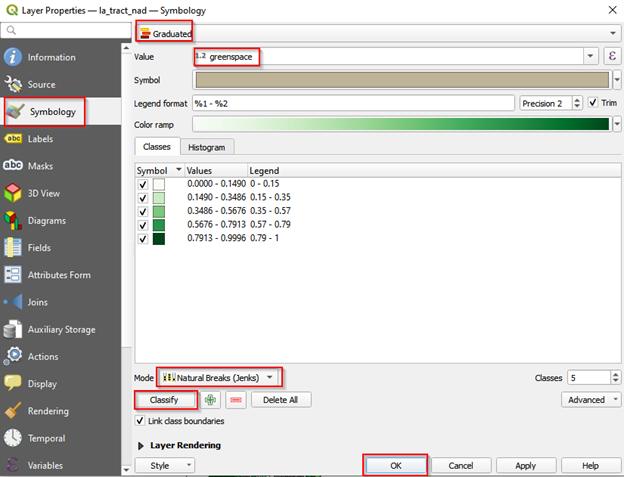 Layer Properties — la_tract_nad — Symbology
Information
Source
Symbology
Labels
Masks
3D View
Diagrams
Fields
Attributes Form
Joins
Auxiliary Storage
Actions
Display
Rendering
Temporal
Variables
Graduated
Value 1.2 greenspace ε
Symbol
Legend format %1 - %2 Precision 2 Trim
Color ramp
Classes Histogram
Symbol Values Legend
0.0000 - 0.1490 0 - 0.15
0.1490 - 0.3486 0.15 - 0.35
0.3486 - 0.5676 0.35 - 0.57
0.5676 - 0.7913 0.57 - 0.79
0.7913 - 0.9996 0.79 - 1
Mode Natural Breaks (Jenks) Classes 5
Classify Delete All Advanced
Link class boundaries
Layer Rendering
Style OK Cancel Apply Help